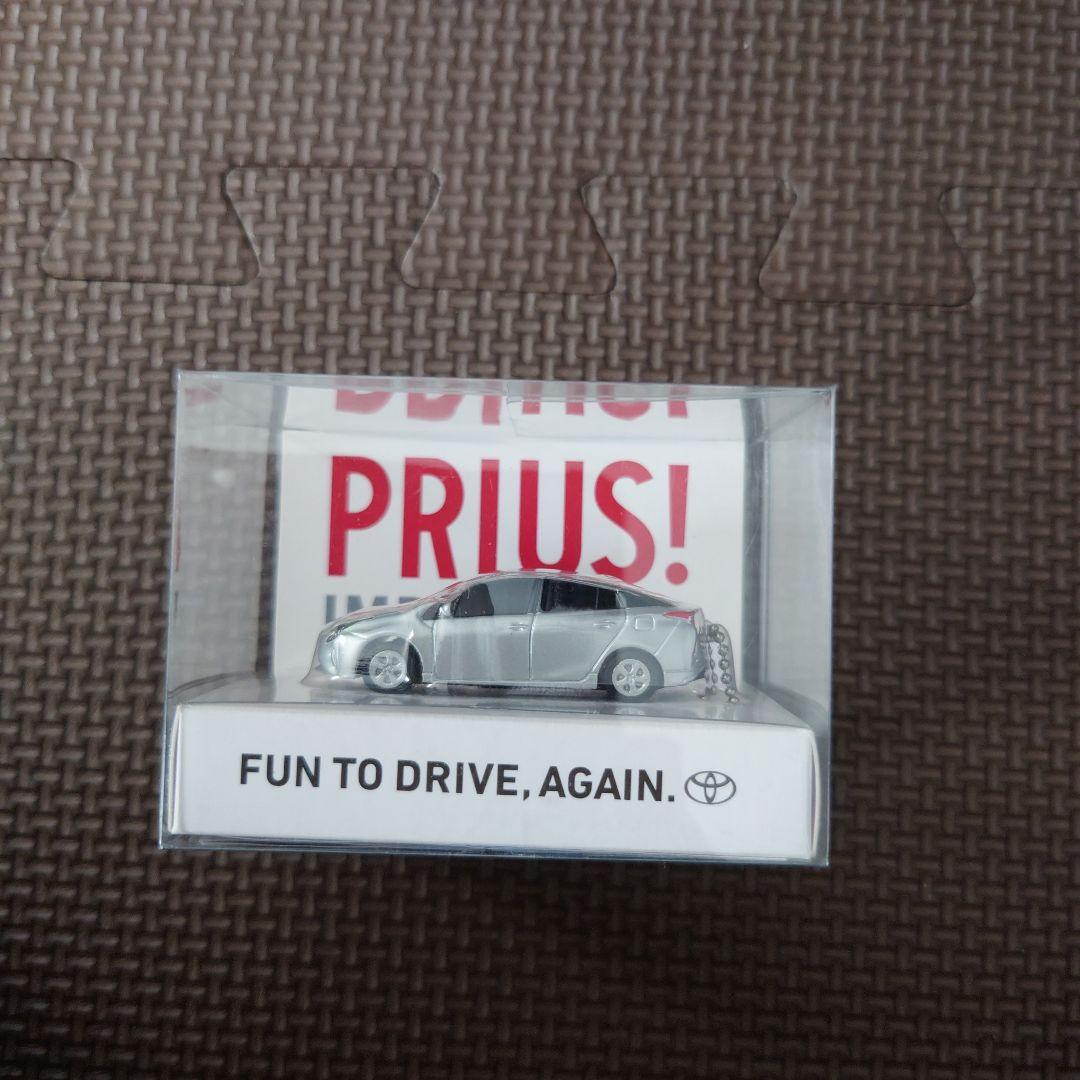 PRIUS!
FUN TO DRIVE, AGAIN.